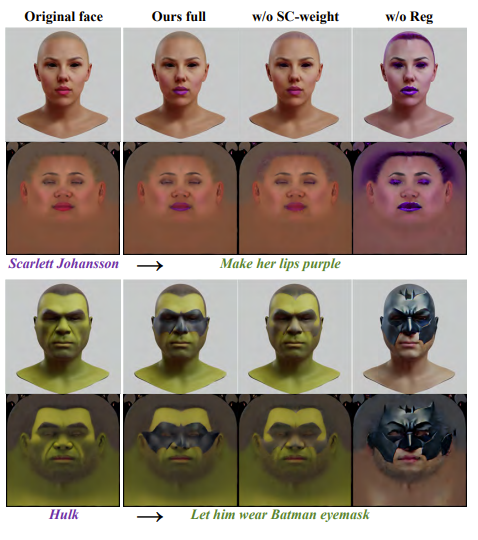 Original face Ours full w/o SC-weight w/o Reg
Scarlett Johansson → Make her lips purple
Hulk → Let him wear Batman eyemask